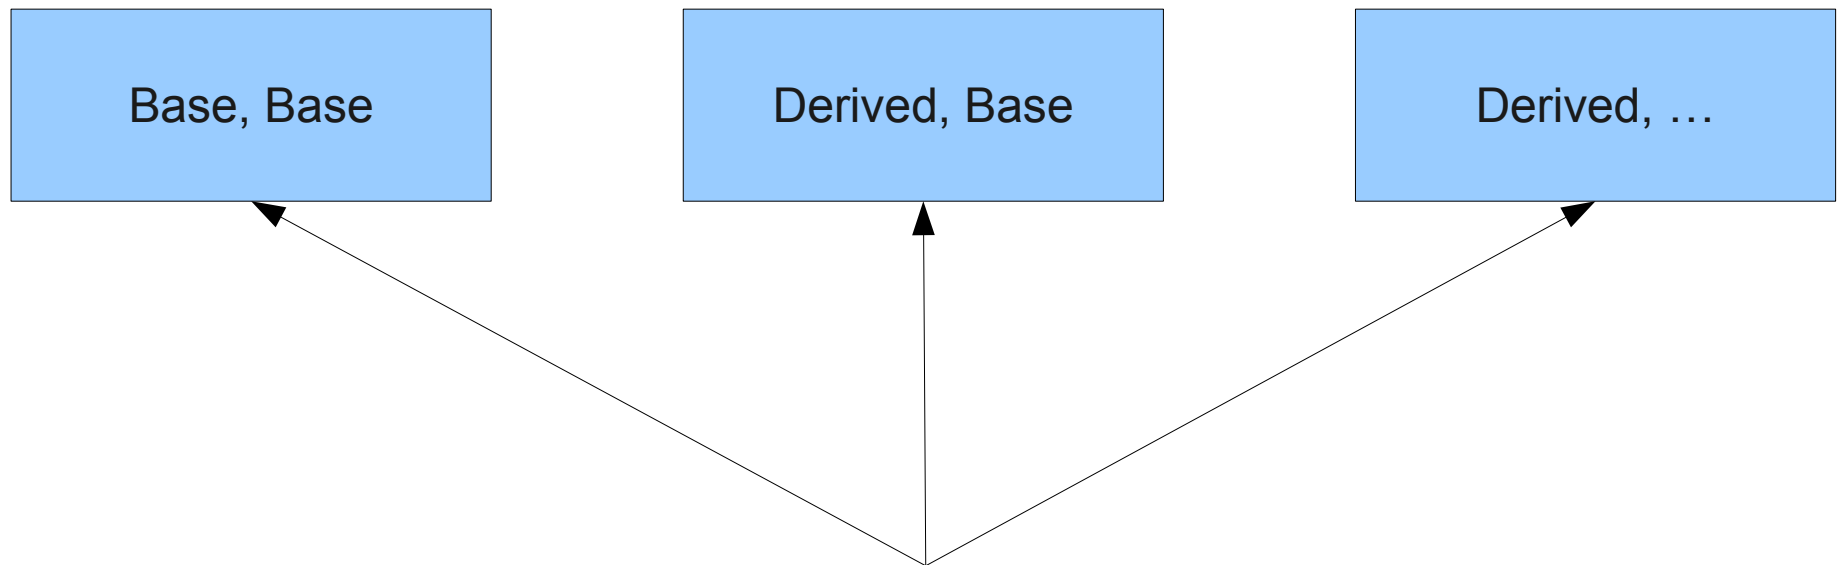 Base, Base
Derived, Base
Derived, …